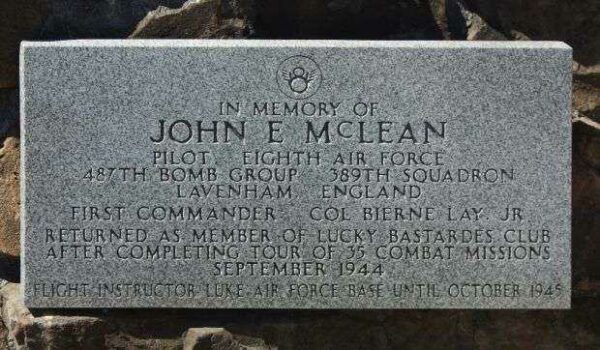 IN MEMORY OF
JOHN E McLEAN
PILOT EIGHTH AIR FORCE
487TH BOMB GROUP 389TH SQUADRON
LAVENHAM ENGLAND
FIRST COMMANDER COL BIERNE LAY JR
RETURNED AS MEMBER OF LUCKY BASTARDES CLUB
AFTER COMPLETING TOUR OF 35 COMBAT MISSIONS
SEPTEMBER 1944
FLIGHT INSTRUCTOR LUKE AIR FORCE BASE UNTIL OCTOBER 1945